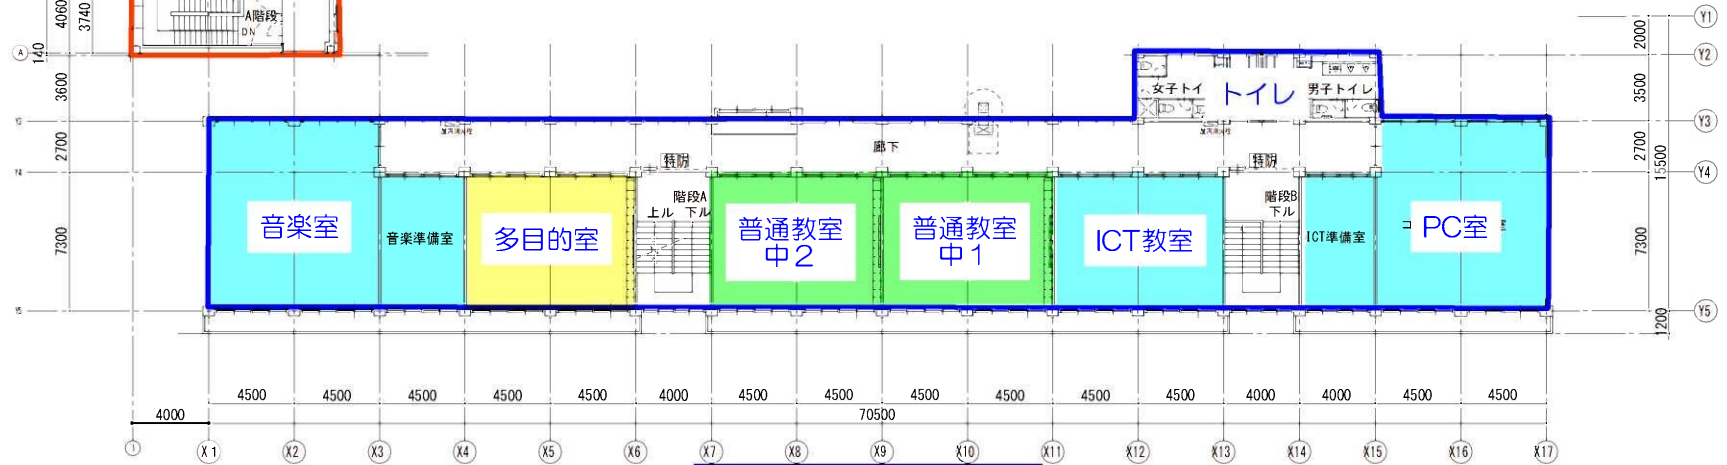 4060
3740
140
A階段
DN
A
3600
2700
7300
Y3
Y4
Y5
2000
3500
2700
15500
7300
1200
Y1
Y2
Y3
Y4
Y5
女子トイ
トイレ
男子トイレ
廊下
特防
特防
音楽室
音楽準備室
多目的室
階段A
上ル 下ル
普通教室
中2
普通教室
中1
ICT教室
階段B
下ル
ICT準備室
PC室
4500 4500 4500 4500 4500 4000 4500 4500 4500 4500 4500 4500 4000 4000 4500 4500
4000
70500
1 X1 X2 X3 X4 X5 X6 X7 X8 X9 X10 X11 X12 X13 X14 X15 X16 X17